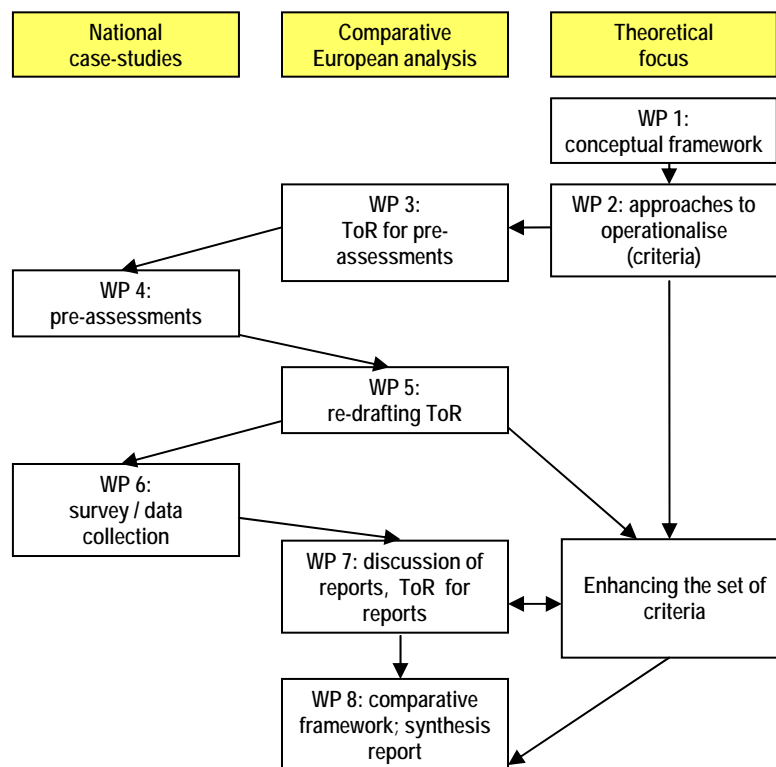 National
case-studies
Comparative
European analysis
Theoretical
focus
WP 1:
conceptual framework
WP 2: approaches to
operationalise
(criteria)
WP 3:
ToR for pre-
assessments
WP 4:
pre-assessments
WP 5:
re-drafting ToR
WP 6:
survey / data
collection
WP 7: discussion of
reports, ToR for
reports
Enhancing the set of
criteria
WP 8: comparative
framework; synthesis
report